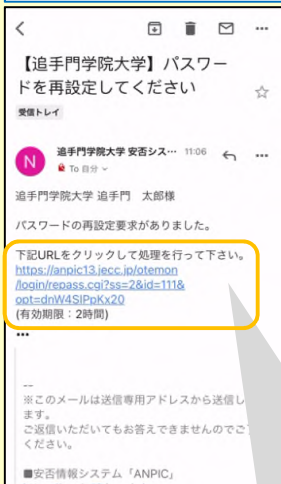 【追手門学院大学】パスワー
ドを再設定してください
受信トレイ
N
追手門学院大学 安否シス… 11:06
To 自分
追手門学院大学 追手門 太郎様
パスワードの再設定要求がありました。
下記URLをクリックして処理を行って下さい。
https://anpic13.jecc.jp/otemon
/login/repass.cgi?ss=2&id=111&
opt=dnW4SIPpKx20
(有効期限：2時間)
--
※このメールは送信専用アドレスから送信し
ます。
ご返信いただいてもお答えできませんのでご
ください。
■安否情報システム「ANPIC」